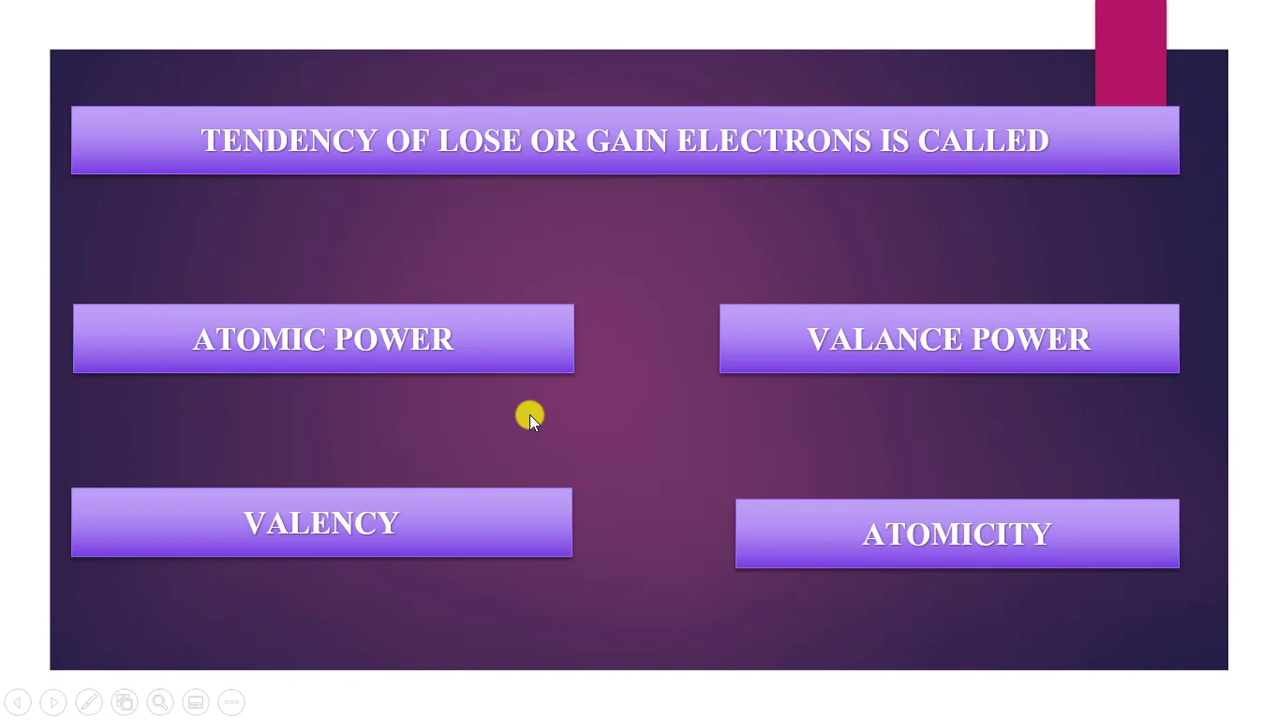 TENDENCY OF LOSE OR GAIN ELECTRONS IS CALLED
ATOMIC POWER
VALANCE POWER
VALENCY
ATOMICITY